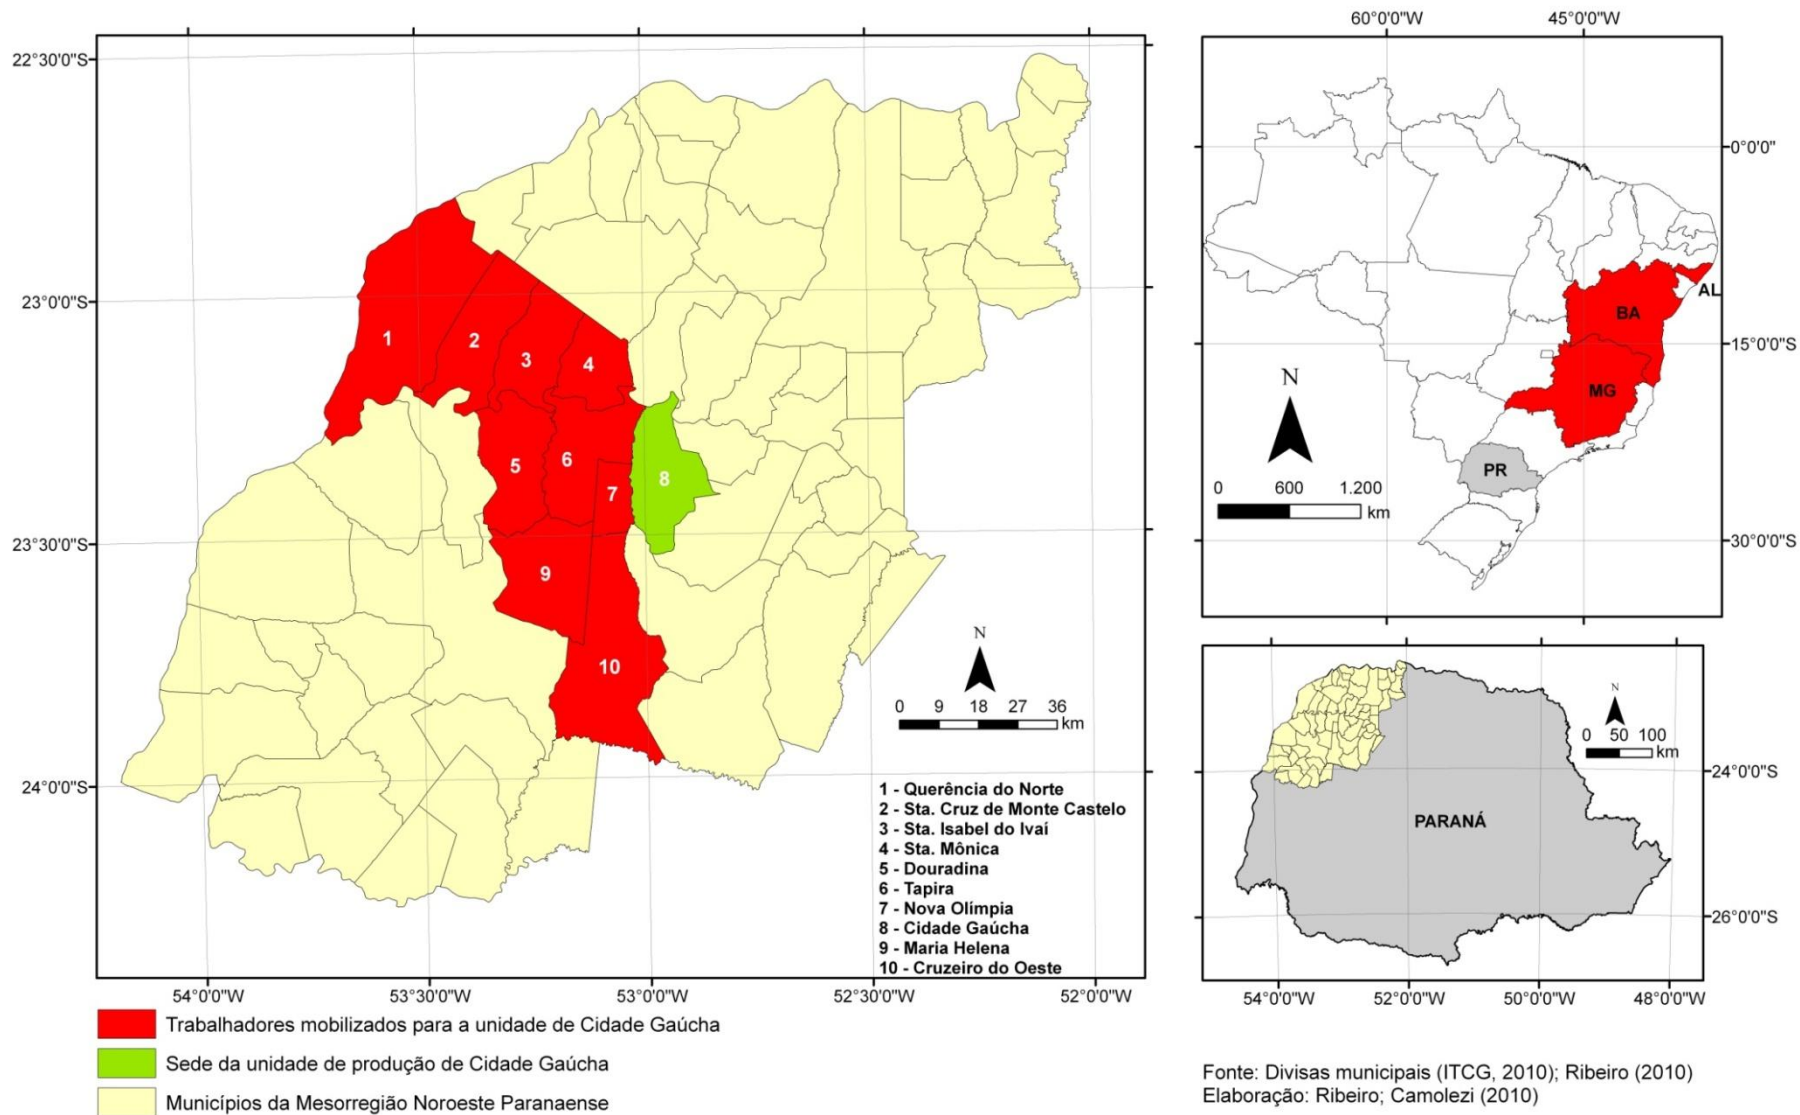 22°30'0"S
23°0'0"S
23°30'0"S
24°0'0"S
54°0'0"W
53°30'0"W
53°0'0"W
52°30'0"W
52°0'0"W
1
2
3
4
5
6
7
8
9
10
N
0 9 18 27 36
km
1 - Querência do Norte
2 - Sta. Cruz de Monte Castelo
3 - Sta. Isabel do Ivaí
4 - Sta. Mônica
5 - Douradina
6 - Tapira
7 - Nova Olímpia
8 - Cidade Gaúcha
9 - Maria Helena
10 - Cruzeiro do Oeste
Trabalhadores mobilizados para a unidade de Cidade Gaúcha
Sede da unidade de produção de Cidade Gaúcha
Municípios da Mesorregião Noroeste Paranaense
60°0'0"W
45°0'0"W
0°0'0"
15°0'0"S
30°0'0"S
AL
BA
MG
PR
N
0 600 1.200
km
N
0 50 100
km
PARANÁ
24°0'0"S
26°0'0"S
54°0'0"W
52°0'0"W
50°0'0"W
48°0'0"W
Fonte: Divisas municipais (ITCG, 2010); Ribeiro (2010)
Elaboração: Ribeiro; Camolezi (2010)